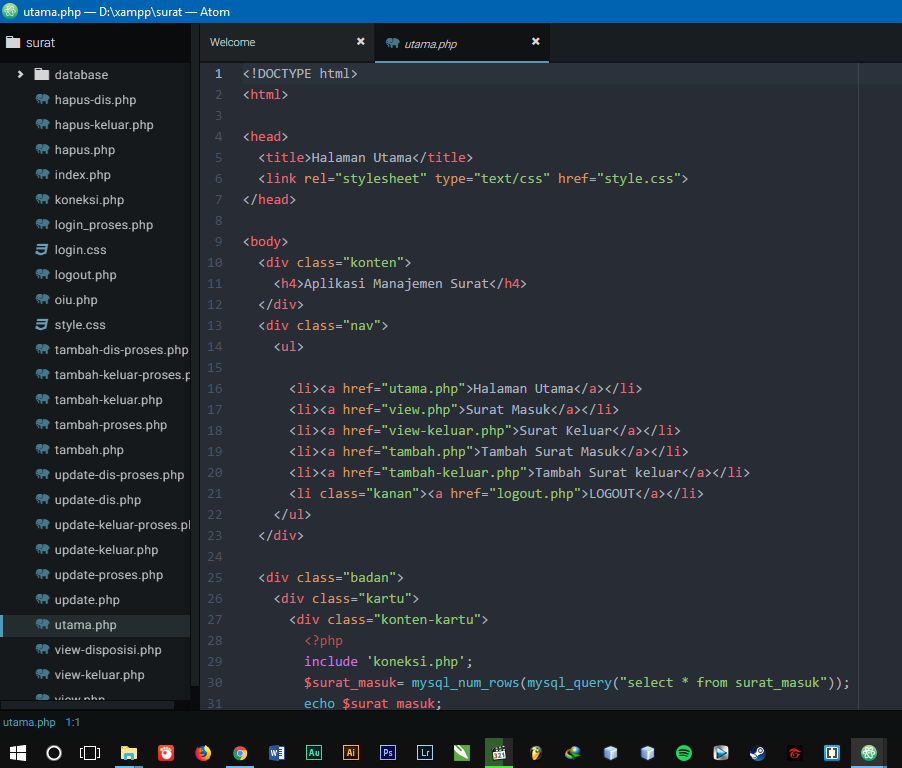 utama.php — D:\xampp\surat — Atom
surat
database
hapus-dis.php
hapus-keluar.php
hapus.php
index.php
koneksi.php
login_proses.php
login.css
logout.php
oiu.php
style.css
tambah-dis-proses.php
tambah-keluar-proses.p
tambah-keluar.php
tambah-proses.php
tambah.php
update-dis-proses.php
update-dis.php
update-keluar-proses.pl
update-keluar.php
update-proses.php
update.php
utama.php
view-disposisi.php
view-keluar.php
view.php
Welcome
utama.php
1 <!DOCTYPE html>
2 <html>
3
4 <head>
5 <title>Halaman Utama</title>
6 <link rel="stylesheet" type="text/css" href="style.css">
7 </head>
8
9 <body>
10 <div class="konten">
11 <h4>Aplikasi Manajemen Surat</h4>
12 </div>
13 <div class="nav">
14 <ul>
15
16 <li><a href="utama.php">Halaman Utama</a></li>
17 <li><a href="view.php">Surat Masuk</a></li>
18 <li><a href="view-keluar.php">Surat Keluar</a></li>
19 <li><a href="tambah.php">Tambah Surat Masuk</a></li>
20 <li><a href="tambah-keluar.php">Tambah Surat keluar</a></li>
21 <li class="kanan"><a href="logout.php">LOGOUT</a></li>
22 </ul>
23 </div>
24
25 <div class="badan">
26 <div class="kartu">
27 <div class="konten-kartu">
28 <?php
29 include 'koneksi.php';
30 $surat_masuk= mysql_num_rows(mysql_query("select * from surat_masuk"));
31 echo $surat_masuk;
utama.php 1:1
W Au Ai Ps Lr